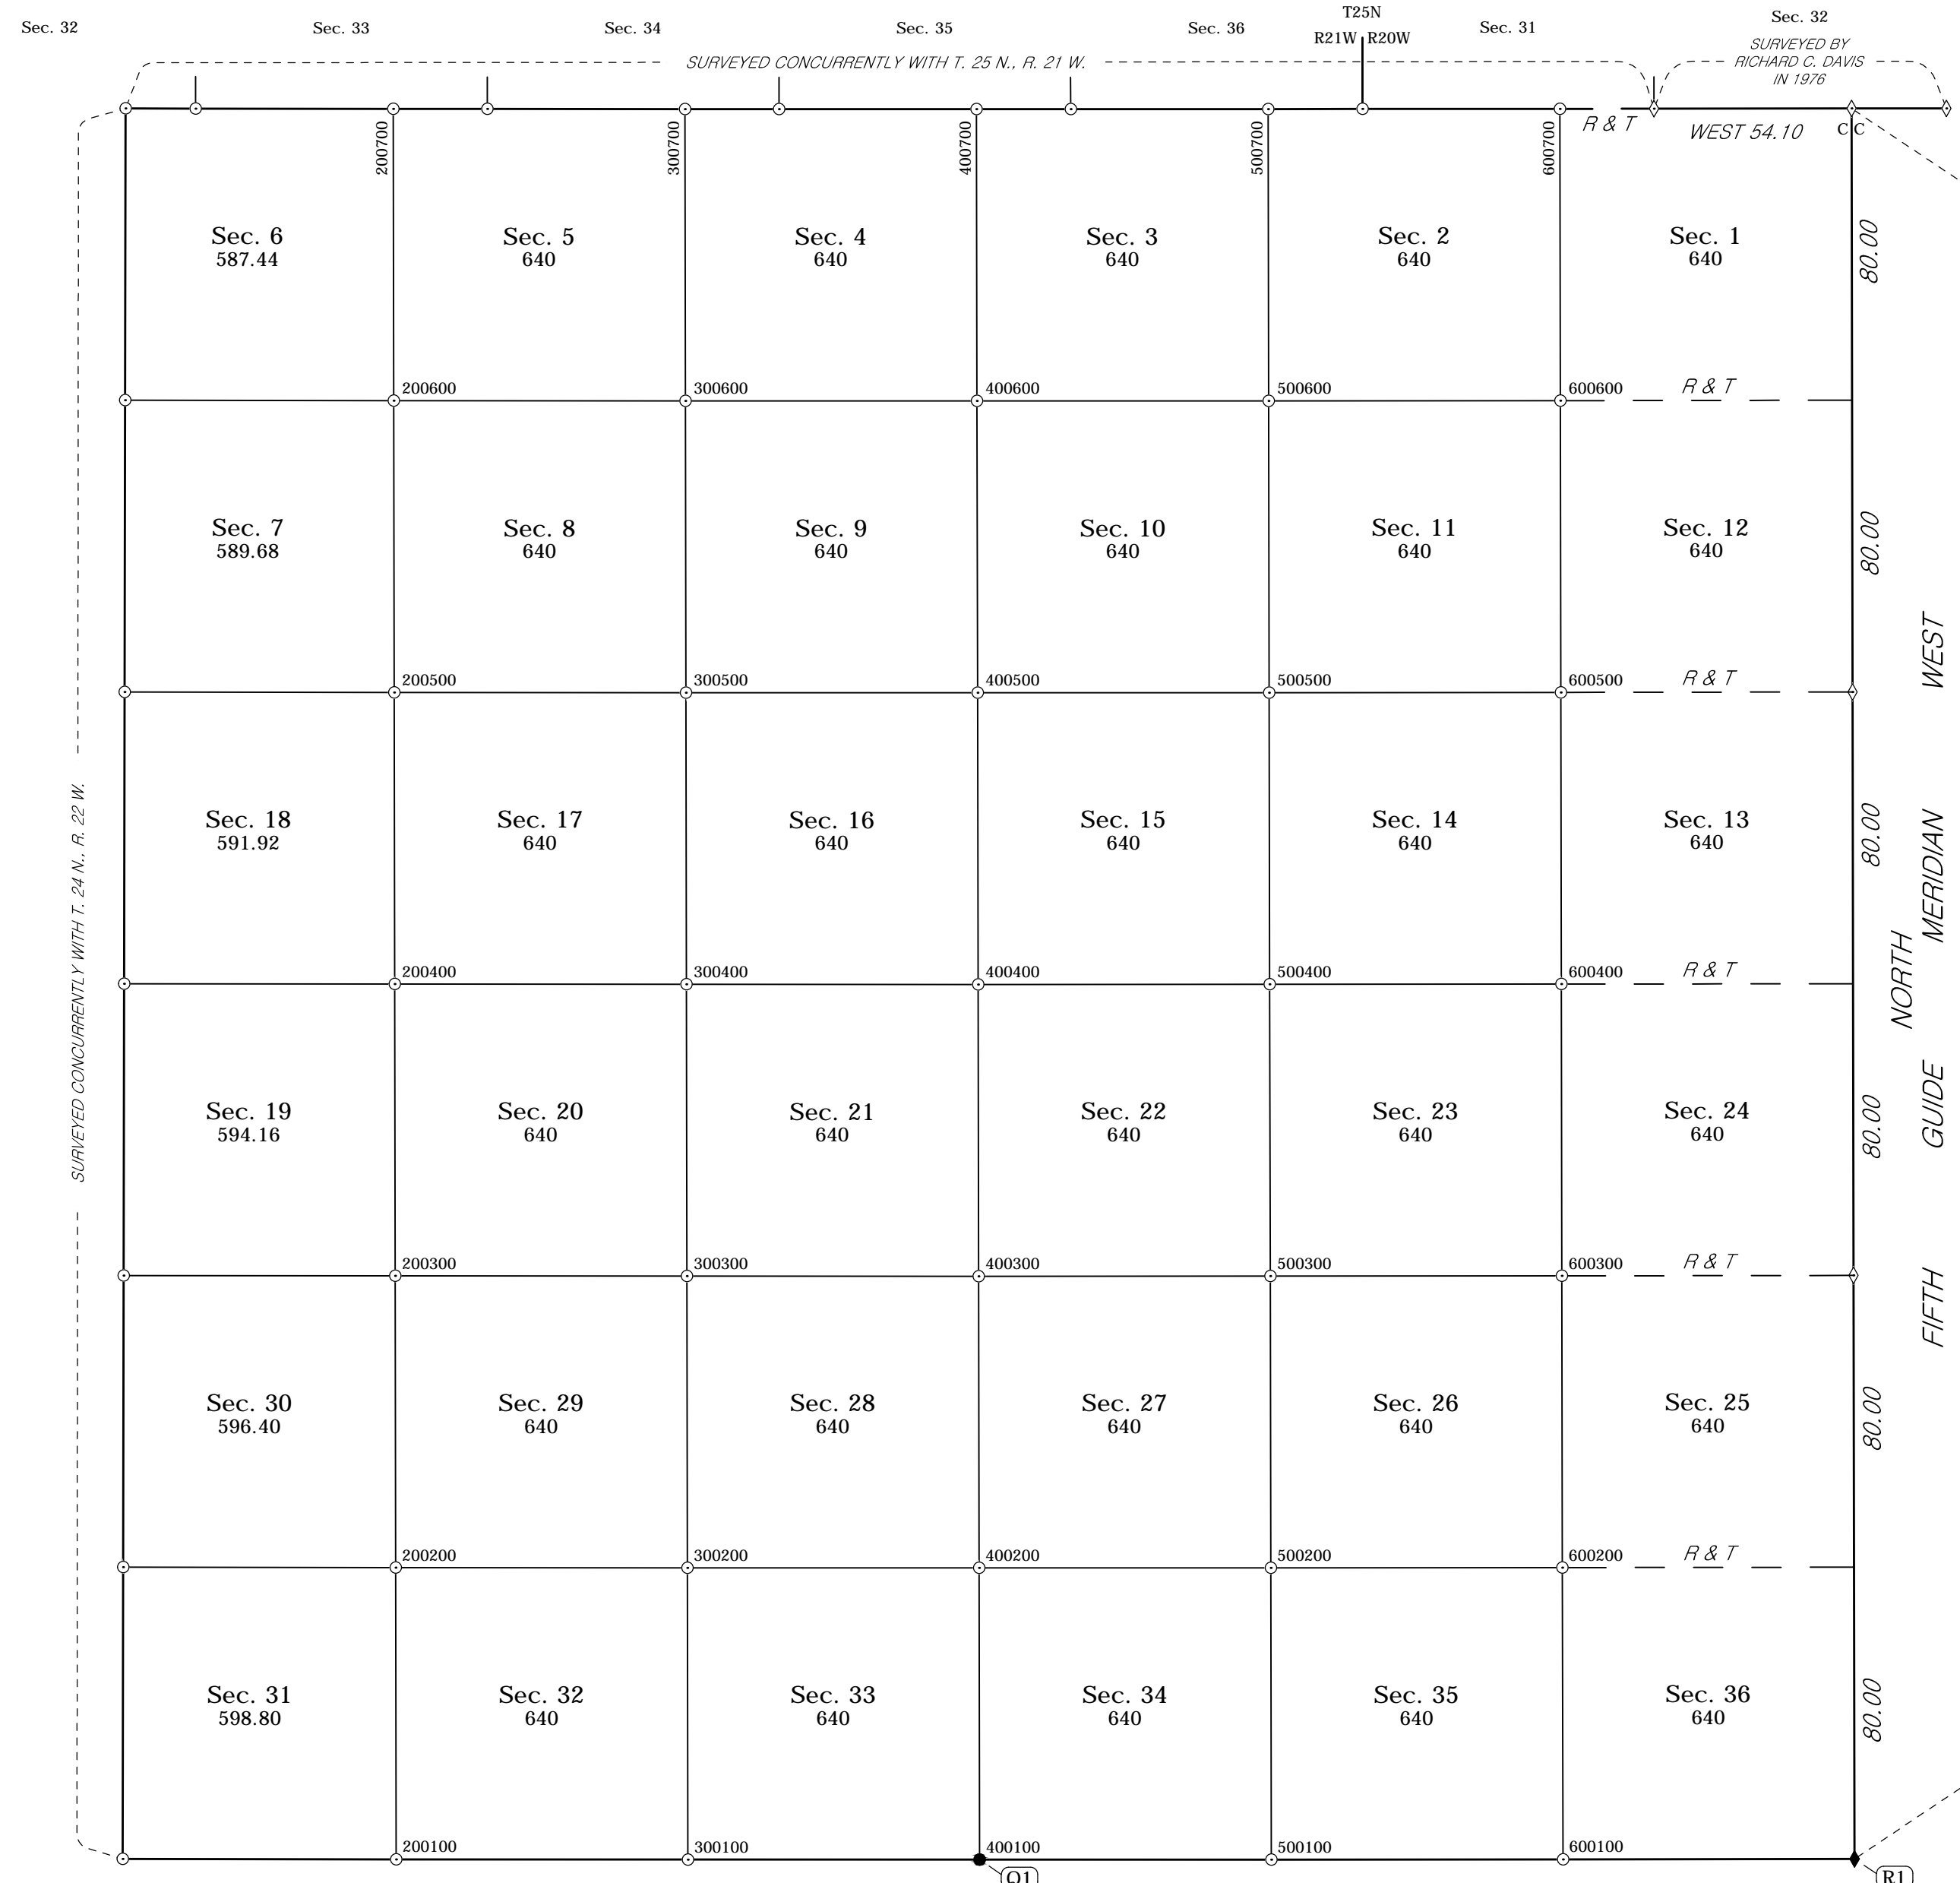 T25N
Sec. 32
Sec. 33
Sec. 34
Sec. 35
Sec. 36
Sec. 31
Sec. 32
R21W R20W
SURVEYED BY
RICHARD C. DAVIS
IN 1976
SURVEYED CONCURRENTLY WITH T. 25 N., R. 21 W.
R & T
WEST 54.10
C C
200700
300700
400700
500700
600700
Sec. 6
587.44
Sec. 5
640
Sec. 4
640
Sec. 3
640
Sec. 2
640
Sec. 1
640
80.00
200600
300600
400600
500600
600600
R & T
Sec. 7
589.68
Sec. 8
640
Sec. 9
640
Sec. 10
640
Sec. 11
640
Sec. 12
640
80.00
200500
300500
400500
500500
600500
R & T
SURVEYED CONCURRENTLY WITH T. 24 N., R. 22 W.
Sec. 18
591.92
Sec. 17
640
Sec. 16
640
Sec. 15
640
Sec. 14
640
Sec. 13
640
80.00
NORTH
FIFTH GUIDE MERIDIAN WEST
200400
300400
400400
500400
600400
R & T
Sec. 19
594.16
Sec. 20
640
Sec. 21
640
Sec. 22
640
Sec. 23
640
Sec. 24
640
80.00
200300
300300
400300
500300
600300
R & T
Sec. 30
596.40
Sec. 29
640
Sec. 28
640
Sec. 27
640
Sec. 26
640
Sec. 25
640
80.00
200200
300200
400200
500200
600200
R & T
Sec. 31
598.80
Sec. 32
640
Sec. 33
640
Sec. 34
640
Sec. 35
640
Sec. 36
640
80.00
200100
300100
400100
500100
600100
R1